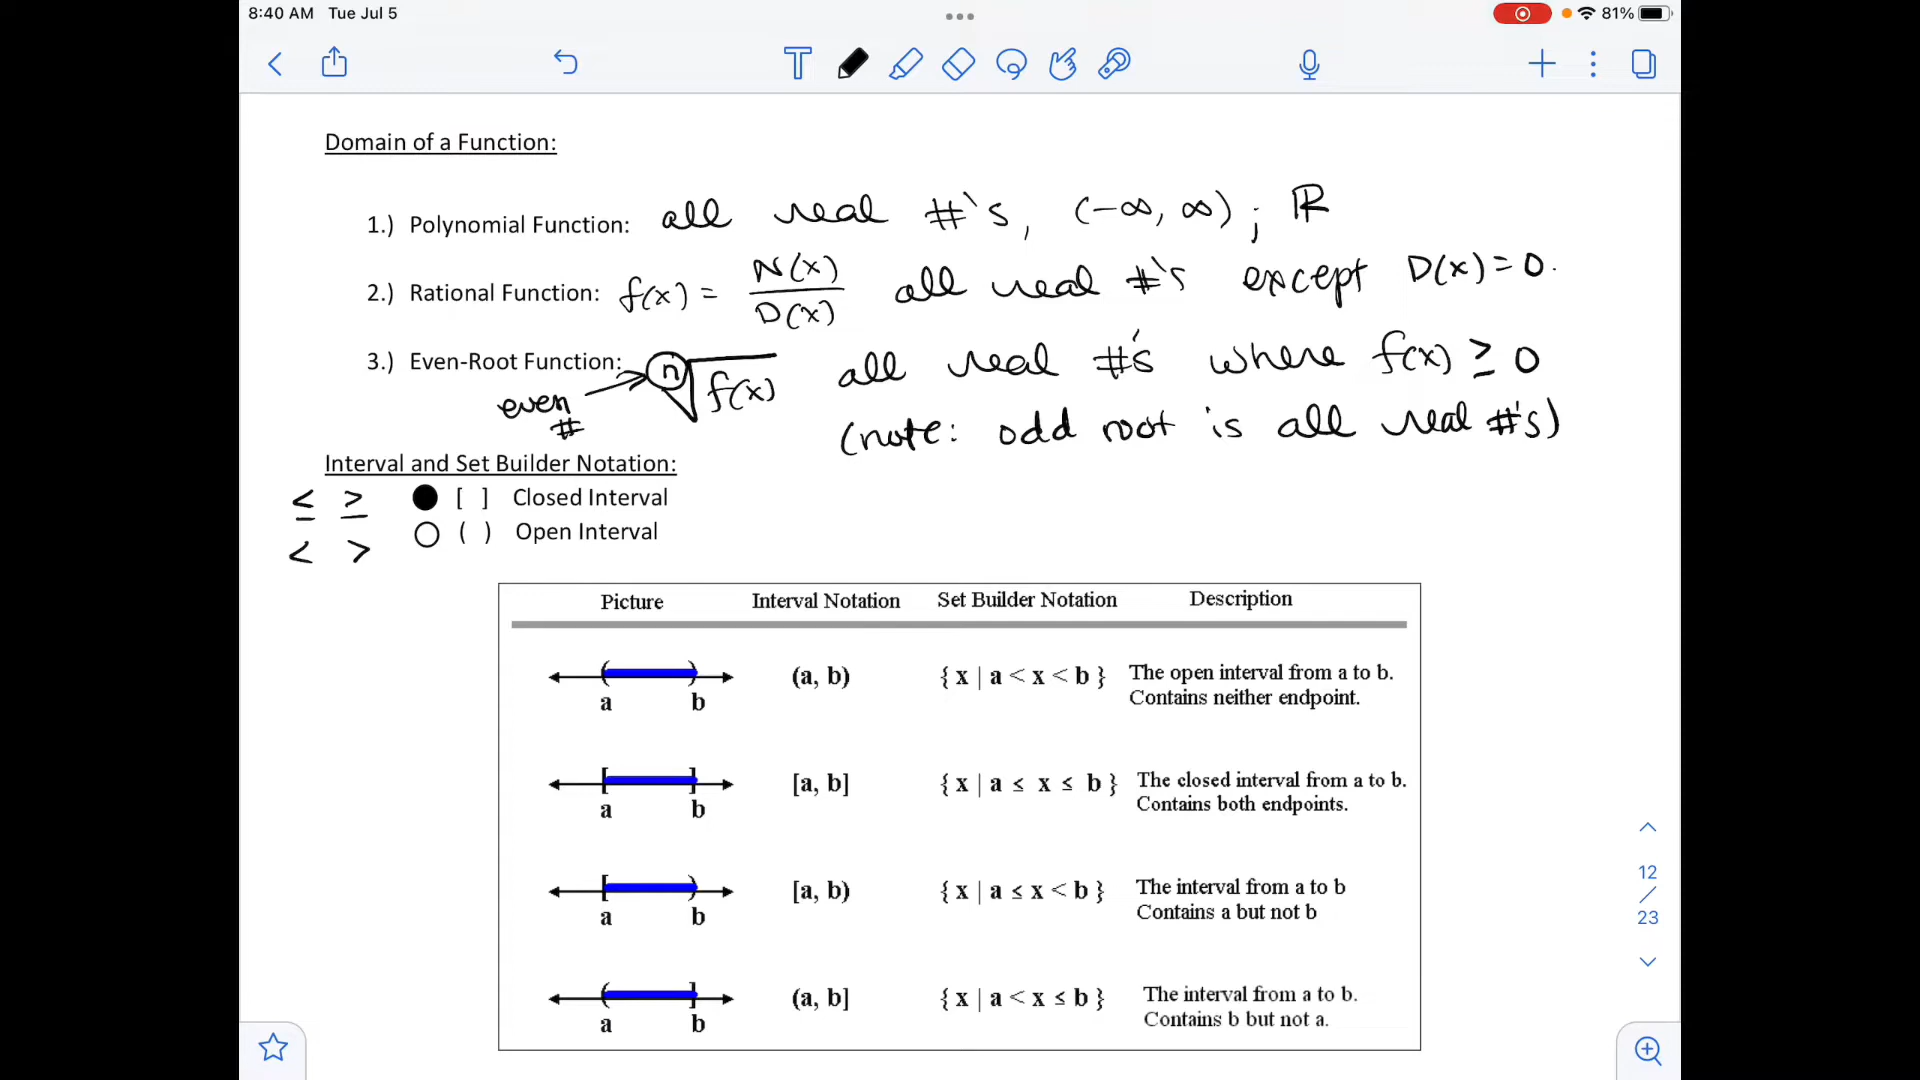 8:40 AM Tue Jul 5
81%
T
Domain of a Function:
1.) Polynomial Function: all real #'s, (-∞, ∞) ; ℝ
2.) Rational Function: f(x) = N(x)/D(x) all real #'s except D(x)=0.
3.) Even-Root Function: ⁿ√f(x) all real #'s where f(x) ≥ 0
even #
(note: odd root is all real #'s)
Interval and Set Builder Notation:
≤ ≥ ● [ ] Closed Interval
< > ○ ( ) Open Interval
Picture Interval Notation Set Builder Notation Description
( ) (a, b) { x | a < x < b } The open interval from a to b.
a b Contains neither endpoint.
[ ] [a, b] { x | a ≤ x ≤ b } The closed interval from a to b.
a b Contains both endpoints.
[ ) [a, b) { x | a ≤ x < b } The interval from a to b
a b Contains a but not b
( ] (a, b] { x | a < x ≤ b } The interval from a to b.
a b Contains b but not a.
12
/
23